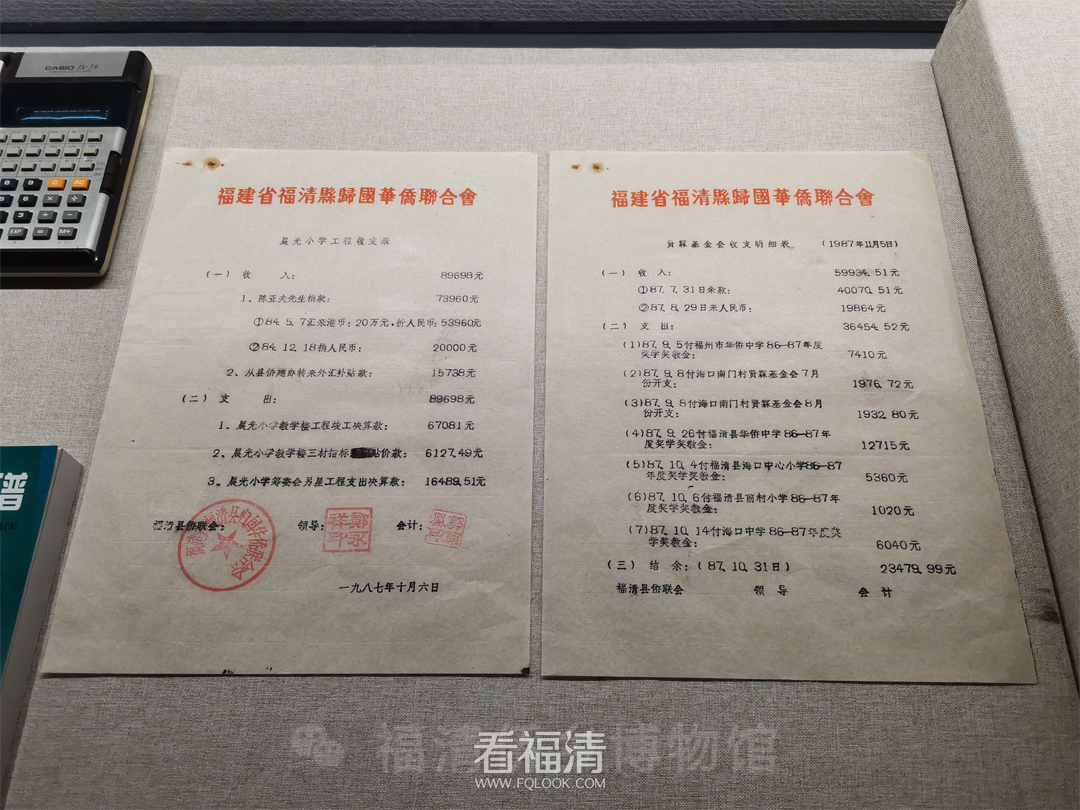 CASIO fx-39
福建省福清縣歸國華僑聯合會
晨光小学工程收支表
(一) 收 入: 89698元
1、陈亚夫先生捐款: 73960元
①84.5.7汇来港币:20万元,折人民币:53960元
②84.12.18捐人民币: 20000元
2、从县侨 办转来外汇补贴款: 15738元
(二) 支 出: 89698元
1、晨光小学教学楼工程竣工决算款: 67081元
2、晨光小学教学楼三材指标 贴价款: 6127.49元
3、晨光小学筹委会另星工程支出决算款: 16489.51元
福清县侨联会: 领导: 会计:
一九八七年十月六日
福建省福清縣歸國華僑聯合會
贤霖基金会收支明细表 (1987年11月5日)
(一) 收 入: 59934.51元
①87.7.31日余款: 40070.51元
②87.8.29日来人民币: 19864元
(二) 支 出: 36454.52元
(1)87.9.5付福州市华侨中学86-87年度
奖学奖教金: 7410元
(2)87.9.8付海口南门村贤霖基金会7月
份开支: 1976.72元
(3)87.9.8付海口南门村贤霖基金会8月
份开支: 1932.80元
(4)87.9.26付福清县华侨中学86-87年
度奖学奖教金: 12715元
(5)87.10.4付福清县海口中心小学86-87
年度奖学奖教金: 5360元
(6)87.10.6付福清县前村小学86-87年
度奖学奖教金: 1020元
(7)87.10.14付海口中学86-87年度奖
学奖教金: 6040元
(三) 结 余:(87.10.31日) 23479.99元
福清县侨联会 领 导 会 计
谱
福清 博物馆
看福清
WWW.FQLOOK.COM